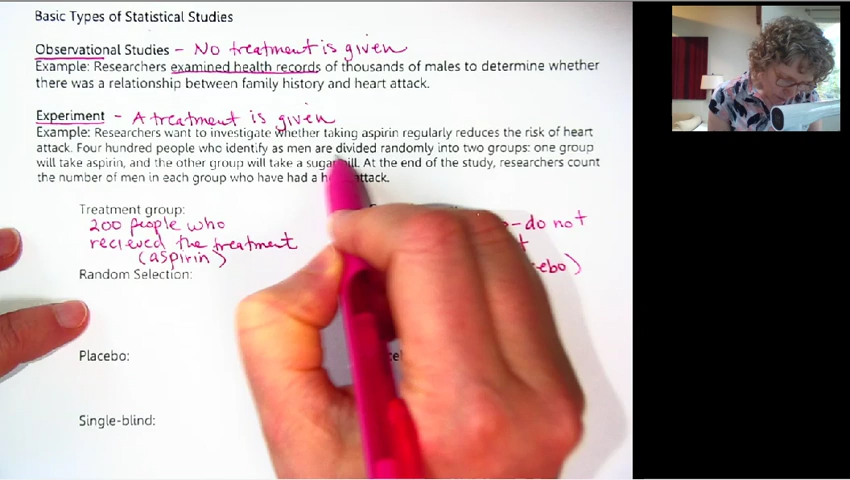 Basic Types of Statistical Studies
Observational Studies - No treatment is given
Example: Researchers examined health records of thousands of males to determine whether
there was a relationship between family history and heart attack.
Experiment - A treatment is given
Example: Researchers want to investigate whether taking aspirin regularly reduces the risk of heart
attack. Four hundred people who identify as men are divided randomly into two groups: one group
will take aspirin, and the other group will take a sugar pill. At the end of the study, researchers count
the number of men in each group who have had a heart attack.
Treatment group:
200 people who - do not
recieved the treatment
(aspirin)
Random Selection:
Placebo:
Single-blind: